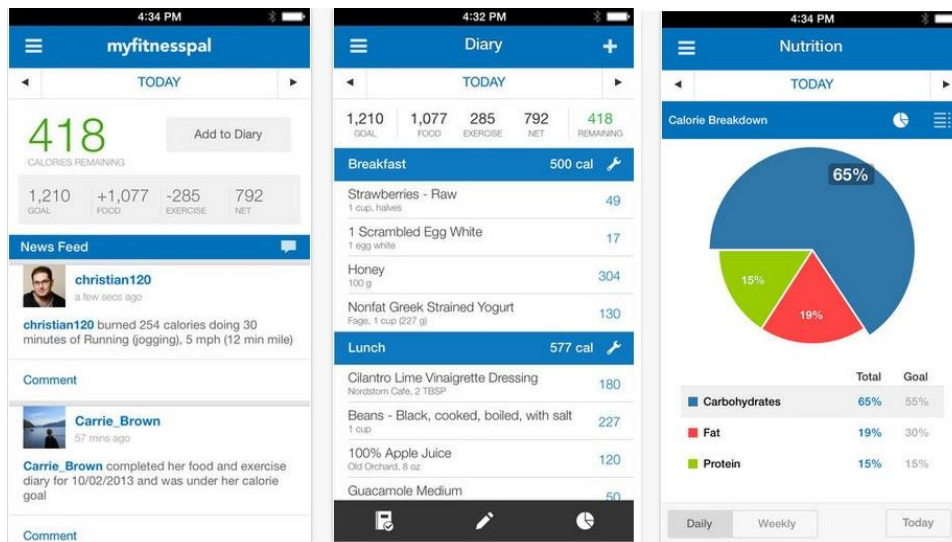 4:34 PM
myfitnesspal
TODAY
418
CALORIES REMAINING
Add to Diary
1,210 +1,077 -285 792
GOAL FOOD EXERCISE NET
News Feed
christian120
a few secs ago
christian120 burned 254 calories doing 30
minutes of Running (jogging), 5 mph (12 min mile)
Comment
Carrie_Brown
57 mins ago
Carrie_Brown completed her food and exercise
diary for 10/02/2013 and was under her calorie
goal
Comment
4:32 PM
Diary +
TODAY
1,210 1,077 285 792 418
GOAL FOOD EXERCISE NET REMAINING
Breakfast 500 cal
Strawberries - Raw 49
1 cup, halves
1 Scrambled Egg White 17
1 egg white
Honey 304
100 g
Nonfat Greek Strained Yogurt 130
Fage, 1 cup (227 g)
Lunch 577 cal
Cilantro Lime Vinaigrette Dressing 180
Nordstom Cafe, 2 TBSP
Beans - Black, cooked, boiled, with salt 227
1 cup
100% Apple Juice 120
Old Orchard, 8 oz
Guacamole Medium 50
4:34 PM
Nutrition
TODAY
Calorie Breakdown
65%
15%
19%
Total Goal
Carbohydrates 65% 55%
Fat 19% 30%
Protein 15% 15%
Daily Weekly Today